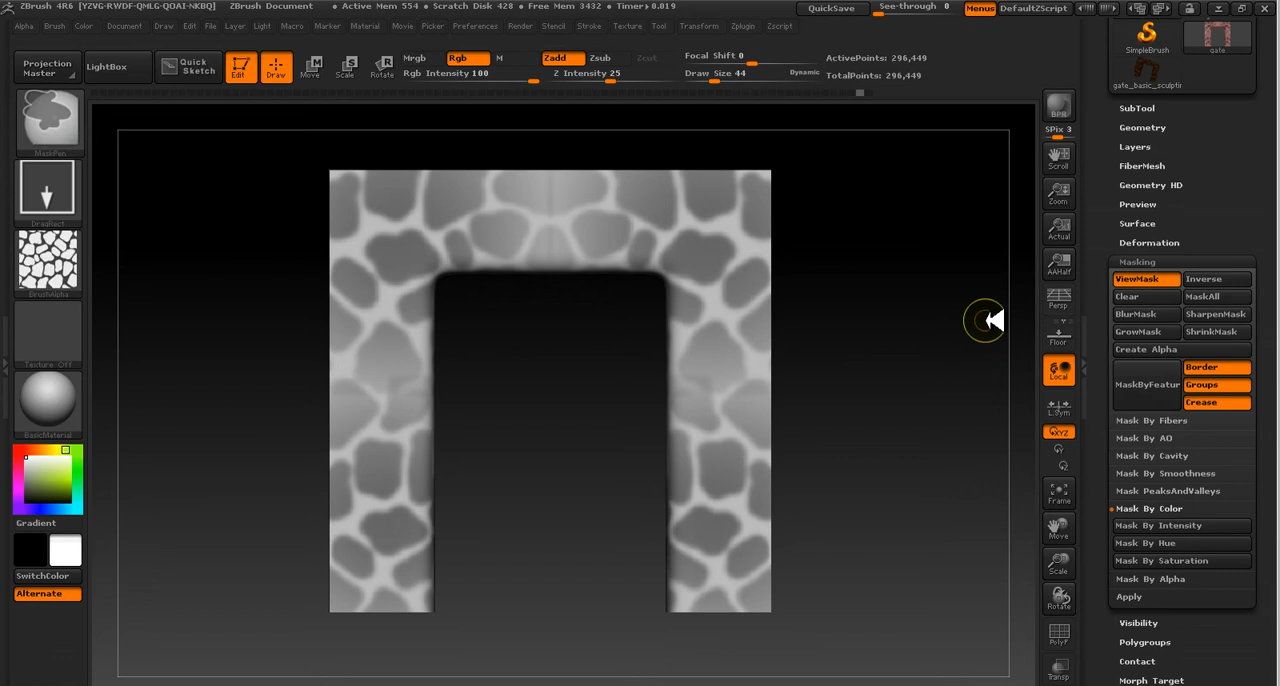 ZBrush 4R6 [YZVG-RWDF-QMLG-QOAI-NKBQ] ZBrush Document • Active Mem 554 • Scratch Disk 428 • Free Mem 3432 • Timer▸0.019 QuickSave See-through 0 Menus DefaultZScript
Alpha Brush Color Document Draw Edit File Layer Light Macro Marker Material Movie Picker Preferences Render Stencil Stroke Texture Tool Transform Zplugin Zscript
Projection Master
LightBox
Quick Sketch
Edit
Draw
Move
Scale
Rotate
Mrgb Rgb M
Rgb Intensity 100
Zadd Zsub Zcut
Z Intensity 25
Focal Shift 0
Draw Size 44 Dynamic
ActivePoints: 296,449
TotalPoints: 296,449
MaskPen
DragRect
BrushAlpha
Texture Off
BasicMaterial
Gradient
SwitchColor
Alternate
BPR
SPix 3
Scroll
Zoom
Actual
AAHalf
Persp
Floor
Local
L.Sym
XYZ
Frame
Move
Scale
Rotate
PolyF
Transp
SimpleBrush
gate
gate_basic_sculptir
SubTool
Geometry
Layers
FiberMesh
Geometry HD
Preview
Surface
Deformation
Masking
ViewMask Inverse
Clear MaskAll
BlurMask SharpenMask
GrowMask ShrinkMask
Create Alpha
MaskByFeatur
Border
Groups
Crease
Mask By Fibers
Mask By AO
Mask By Cavity
Mask By Smoothness
Mask PeaksAndValleys
Mask By Color
Mask By Intensity
Mask By Hue
Mask By Saturation
Mask By Alpha
Apply
Visibility
Polygroups
Contact
Morph Target